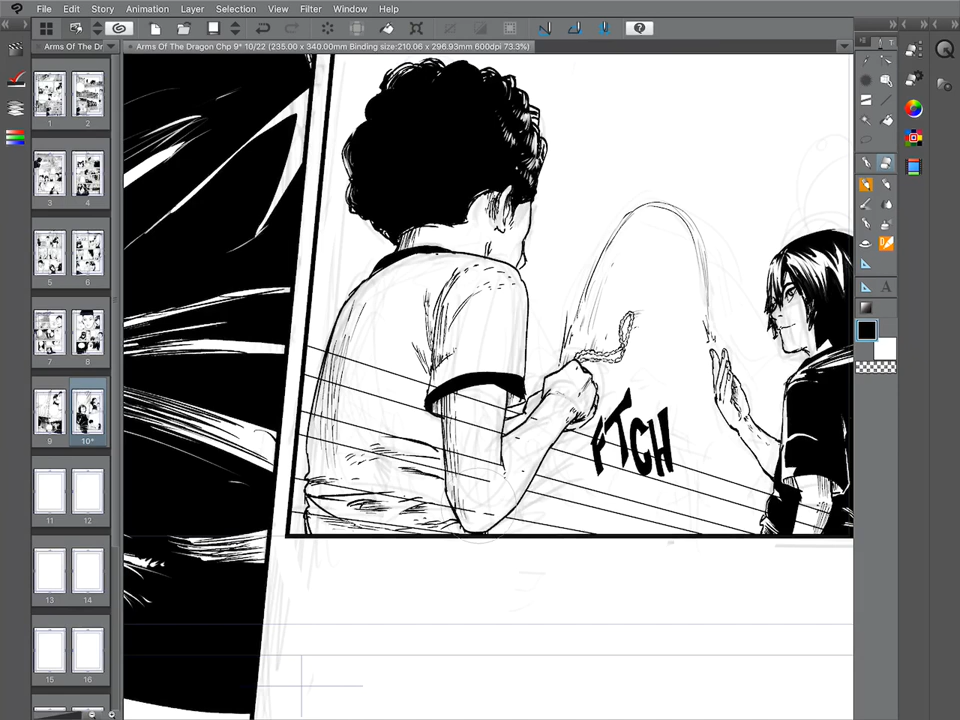 File Edit Story Animation Layer Selection View Filter Window Help
Arms Of The Dr
Arms Of The Dragon Chp 9* 10/22 (235.00 x 340.00mm Binding size:210.06 x 296.93mm 600dpi 73.3%)
1 2
3 4
5 6
7 8
9 10*
11 12
13 14
15 16
FTCH
A